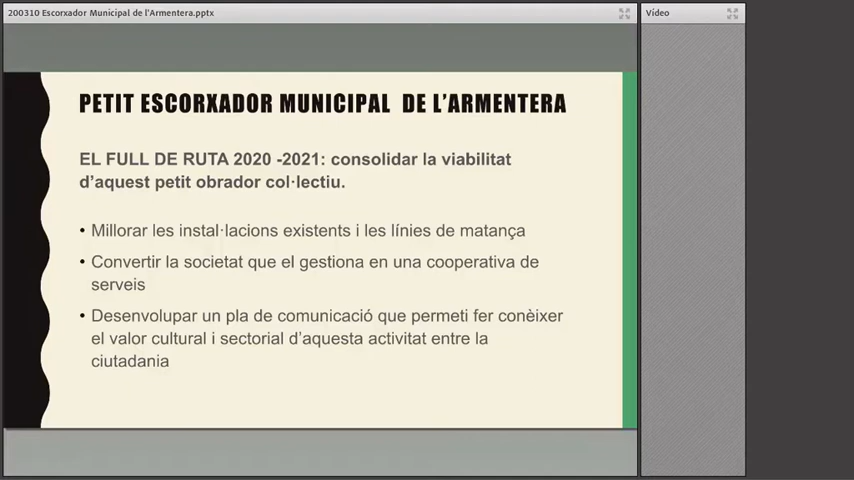 200310 Escorxador Municipal de l'Armentera.pptx
Vídeo
PETIT ESCORXADOR MUNICIPAL DE L'ARMENTERA
EL FULL DE RUTA 2020 -2021: consolidar la viabilitat
d'aquest petit obrador col·lectiu.
• Millorar les instal·lacions existents i les línies de matança
• Convertir la societat que el gestiona en una cooperativa de
serveis
• Desenvolupar un pla de comunicació que permeti fer conèixer
el valor cultural i sectorial d'aquesta activitat entre la
ciutadania